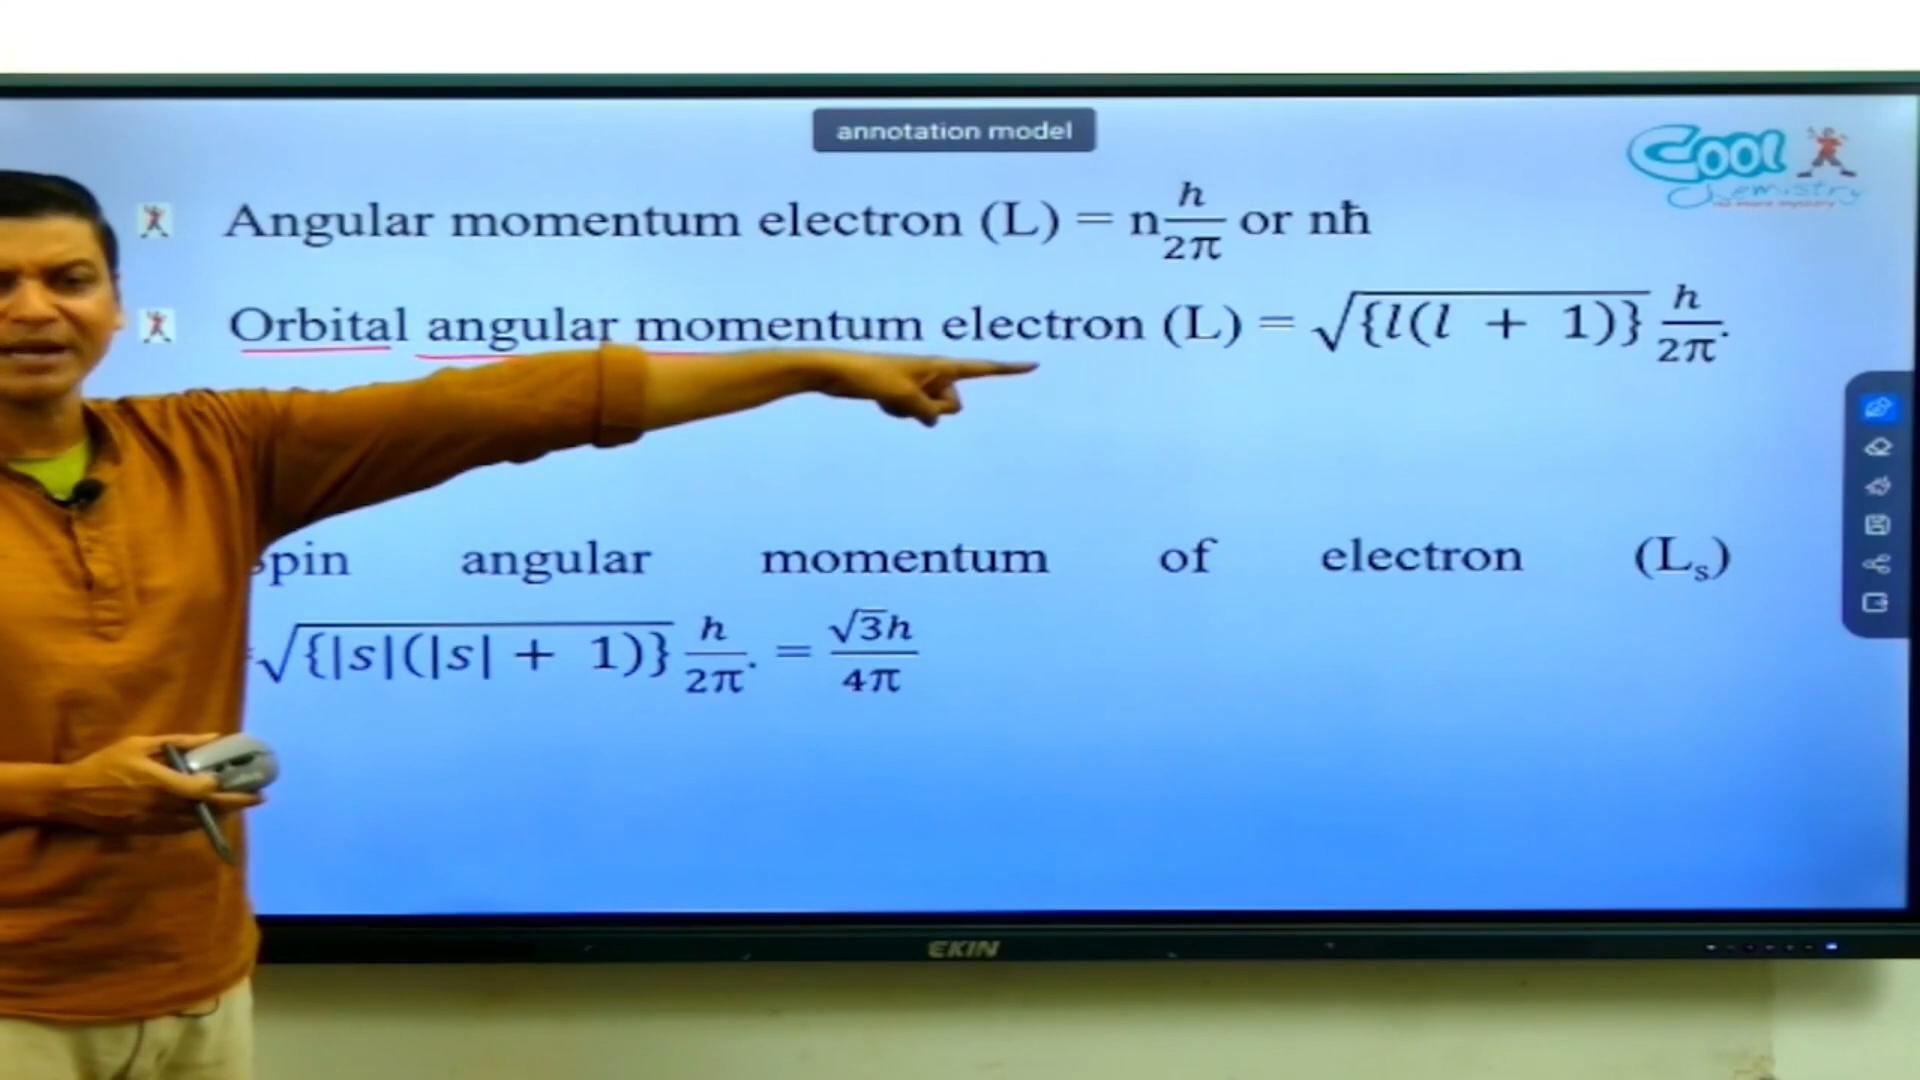 annotation model
Cool
Chemistry
Angular momentum electron (L) = n h/2π or nħ
Orbital angular momentum electron (L) = √{l(l + 1)} h/2π.
pin angular momentum of electron (Lₛ)
√{|s|(|s| + 1)} h/2π. = √3h/4π
EKIN